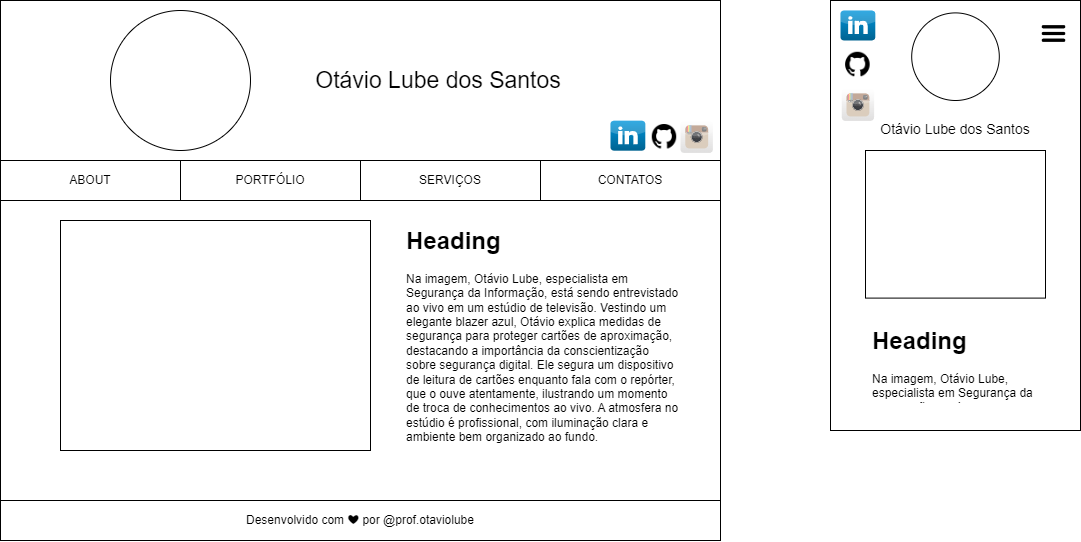 Otávio Lube dos Santos
in
ABOUT
PORTFÓLIO
SERVIÇOS
CONTATOS
Heading
Na imagem, Otávio Lube, especialista em
Segurança da Informação, está sendo entrevistado
ao vivo em um estúdio de televisão. Vestindo um
elegante blazer azul, Otávio explica medidas de
segurança para proteger cartões de aproximação,
destacando a importância da conscientização
sobre segurança digital. Ele segura um dispositivo
de leitura de cartões enquanto fala com o repórter,
que o ouve atentamente, ilustrando um momento
de troca de conhecimentos ao vivo. A atmosfera no
estúdio é profissional, com iluminação clara e
ambiente bem organizado ao fundo.
Desenvolvido com ❤ por @prof.otaviolube
in
Otávio Lube dos Santos
Heading
Na imagem, Otávio Lube,
especialista em Segurança da